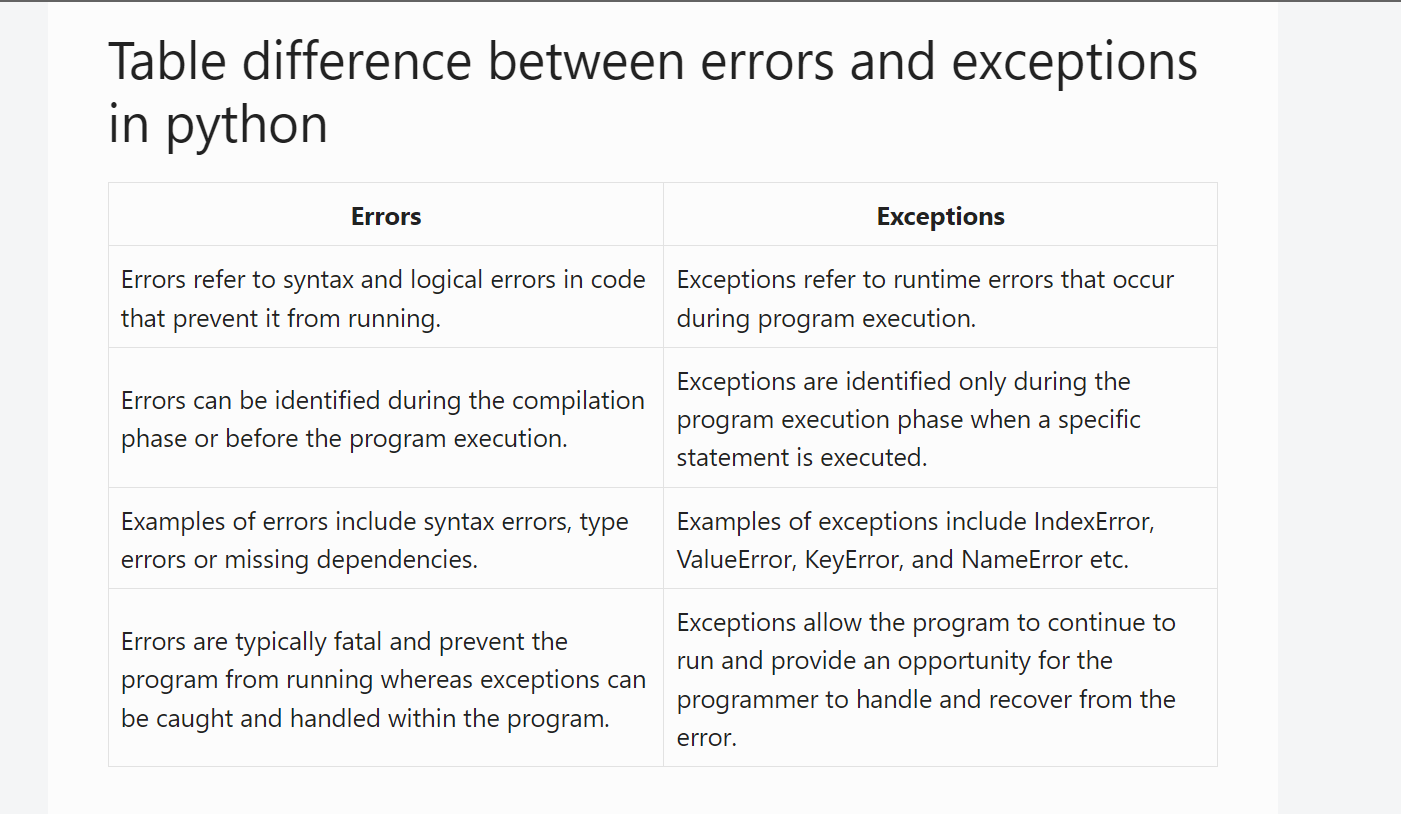 Table difference between errors and exceptions
in python
Errors
Exceptions
Errors refer to syntax and logical errors in code
that prevent it from running.
Exceptions refer to runtime errors that occur
during program execution.
Errors can be identified during the compilation
phase or before the program execution.
Exceptions are identified only during the
program execution phase when a specific
statement is executed.
Examples of errors include syntax errors, type
errors or missing dependencies.
Examples of exceptions include IndexError,
ValueError, KeyError, and NameError etc.
Errors are typically fatal and prevent the
program from running whereas exceptions can
be caught and handled within the program.
Exceptions allow the program to continue to
run and provide an opportunity for the
programmer to handle and recover from the
error.